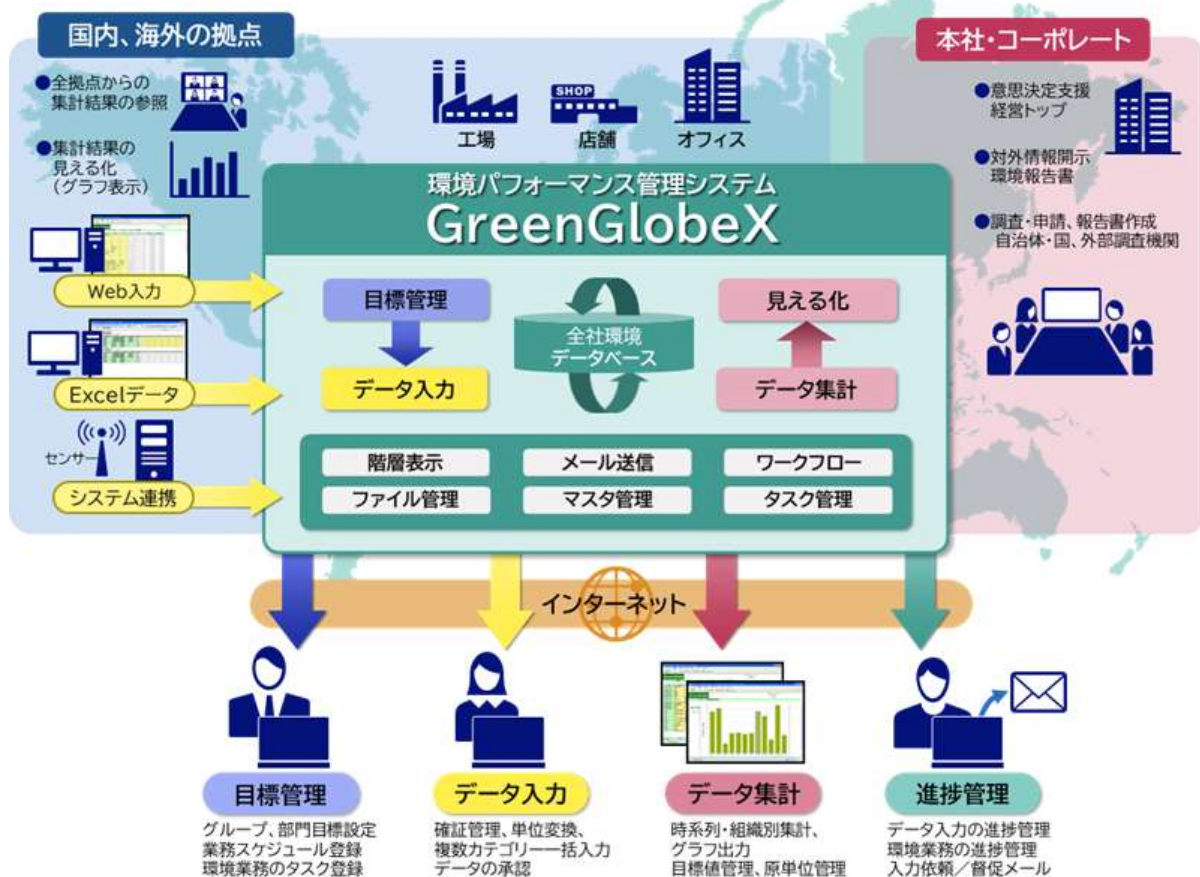 国内、海外の拠点
●全拠点からの
集計結果の参照
●集計結果の
見える化
(グラフ表示)
工場
SHOP
店舗
オフィス
本社・コーポレート
●意思決定支援
経営トップ
●対外情報開示
環境報告書
●調査・申請、報告書作成
自治体・国、外部調査機関
環境パフォーマンス管理システム
GreenGlobeX
Web入力
Excelデータ
センサー
システム連携
目標管理
データ入力
全社環境
データベース
見える化
データ集計
階層表示
メール送信
ワークフロー
ファイル管理
マスタ管理
タスク管理
インターネット
目標管理
グループ、部門目標設定
業務スケジュール登録
環境業務のタスク登録
データ入力
確証管理、単位変換、
複数カテゴリー一括入力
データの承認
データ集計
時系列・組織別集計、
グラフ出力
目標値管理、原単位管理
進捗管理
データ入力の進捗管理
環境業務の進捗管理
入力依頼／督促メール